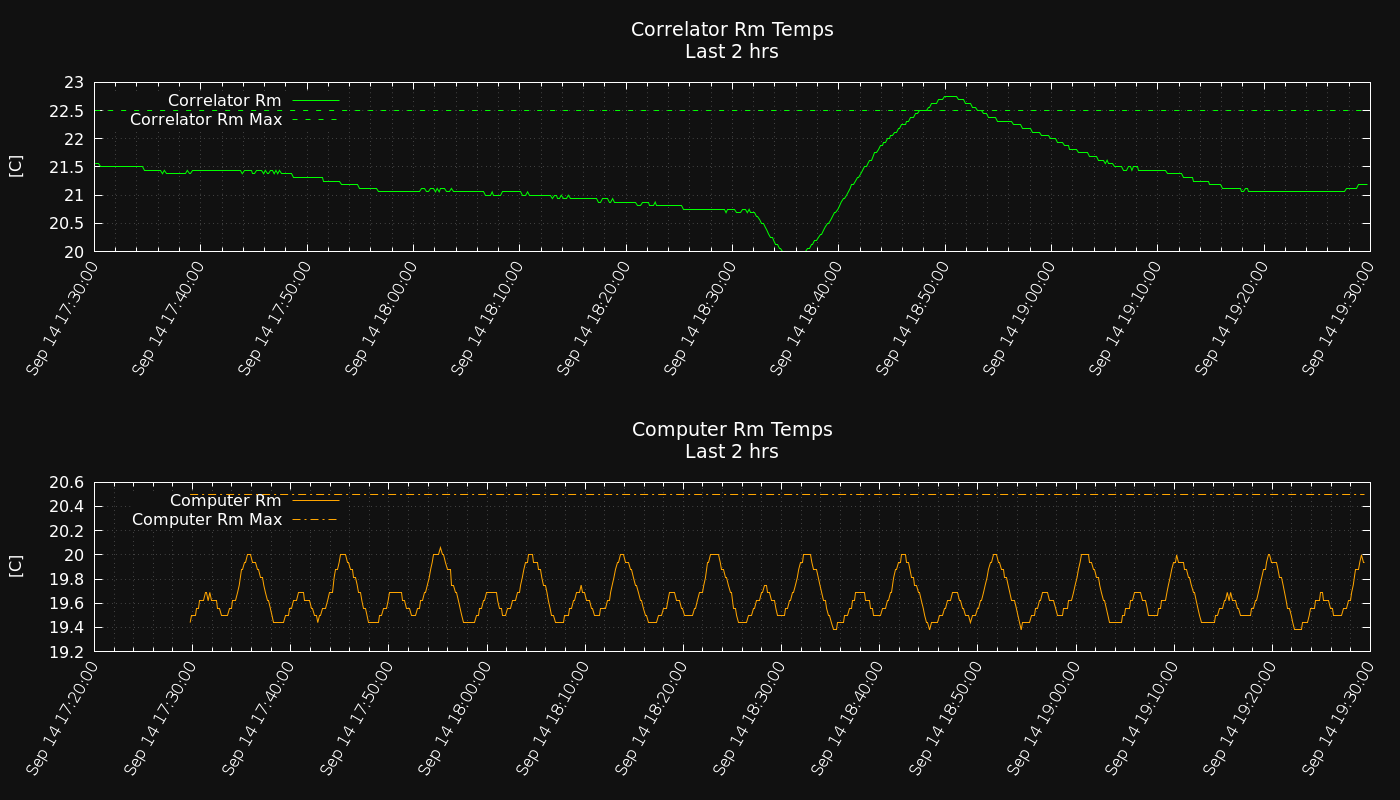 Correlator Rm Temps
Last 2 hrs
[C]
23
22.5
22
21.5
21
20.5
20
Correlator Rm
Correlator Rm Max
Sep 14 17:30:00
Sep 14 17:40:00
Sep 14 17:50:00
Sep 14 18:00:00
Sep 14 18:10:00
Sep 14 18:20:00
Sep 14 18:30:00
Sep 14 18:40:00
Sep 14 18:50:00
Sep 14 19:00:00
Sep 14 19:10:00
Sep 14 19:20:00
Sep 14 19:30:00
Computer Rm Temps
Last 2 hrs
[C]
20.6
20.4
20.2
20
19.8
19.6
19.4
19.2
Computer Rm
Computer Rm Max
Sep 14 17:20:00
Sep 14 17:30:00
Sep 14 17:40:00
Sep 14 17:50:00
Sep 14 18:00:00
Sep 14 18:10:00
Sep 14 18:20:00
Sep 14 18:30:00
Sep 14 18:40:00
Sep 14 18:50:00
Sep 14 19:00:00
Sep 14 19:10:00
Sep 14 19:20:00
Sep 14 19:30:00